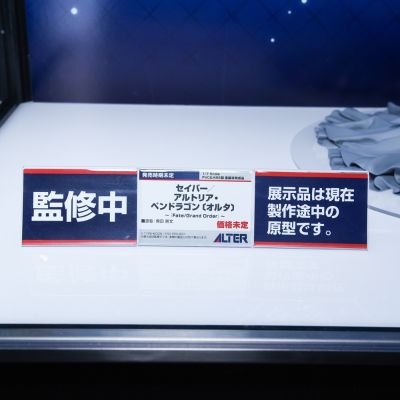 監修中
発売時期未定
セイバー/
アルトリア・
ペンドラゴン〔オルタ〕
～『Fate/Grand Order』～
価格未定
ALTER
展示品は現在
製作途中の
原型です。